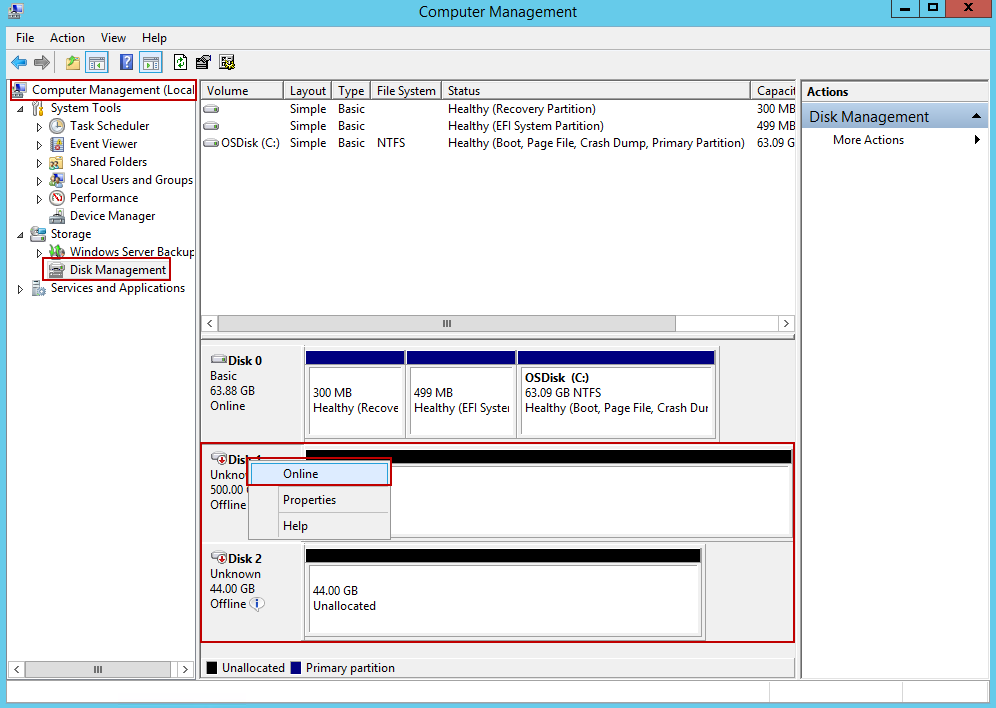 Computer Management
File Action View Help
Computer Management (Local
System Tools
Task Scheduler
Event Viewer
Shared Folders
Local Users and Groups
Performance
Device Manager
Storage
Windows Server Backup
Disk Management
Services and Applications
Volume Layout Type File System Status Capacit
Simple Basic Healthy (Recovery Partition) 300 MB
Simple Basic Healthy (EFI System Partition) 499 MB
OSDisk (C:) Simple Basic NTFS Healthy (Boot, Page File, Crash Dump, Primary Partition) 63.09 G
Disk 0
Basic
63.88 GB
Online
300 MB
Healthy (Recove
499 MB
Healthy (EFI Syster
OSDisk (C:)
63.09 GB NTFS
Healthy (Boot, Page File, Crash Dur
Disk 1
Unkno
500.00
Offline
Online
Properties
Help
Disk 2
Unknown
44.00 GB
Offline
44.00 GB
Unallocated
Unallocated Primary partition
Actions
Disk Management
More Actions